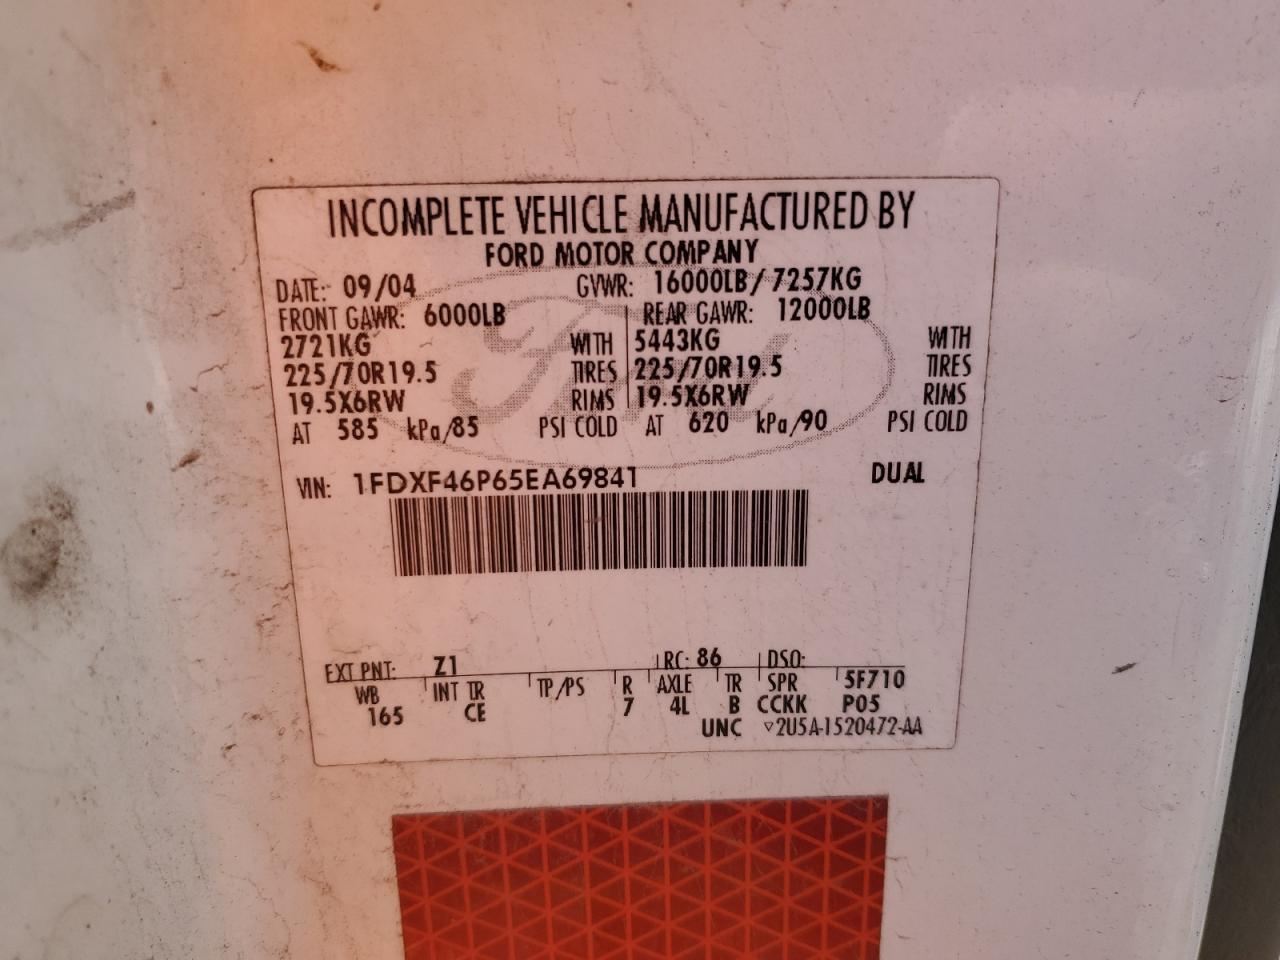 INCOMPLETE VEHICLE MANUFACTURED BY
FORD MOTOR COMPANY
DATE: 09/04 GVWR: 16000LB/ 7257KG
FRONT GAWR: 6000LB REAR GAWR: 12000LB
2721KG WITH 5443KG WITH
225/70R19.5 TIRES 225/70R19.5 TIRES
19.5X6RW RIMS 19.5X6RW RIMS
AT 585 kPa/85 PSI COLD AT 620 kPa/90 PSI COLD
VIN: 1FDXF46P65EA69841 DUAL
EXT PNT: Z1 RC: 86 DSO:
WB INT TR TP/PS R AXLE TR SPR 5F710
165 CE 7 4L B CCKK P05
UNC ▽2U5A-1520472-AA
Ford